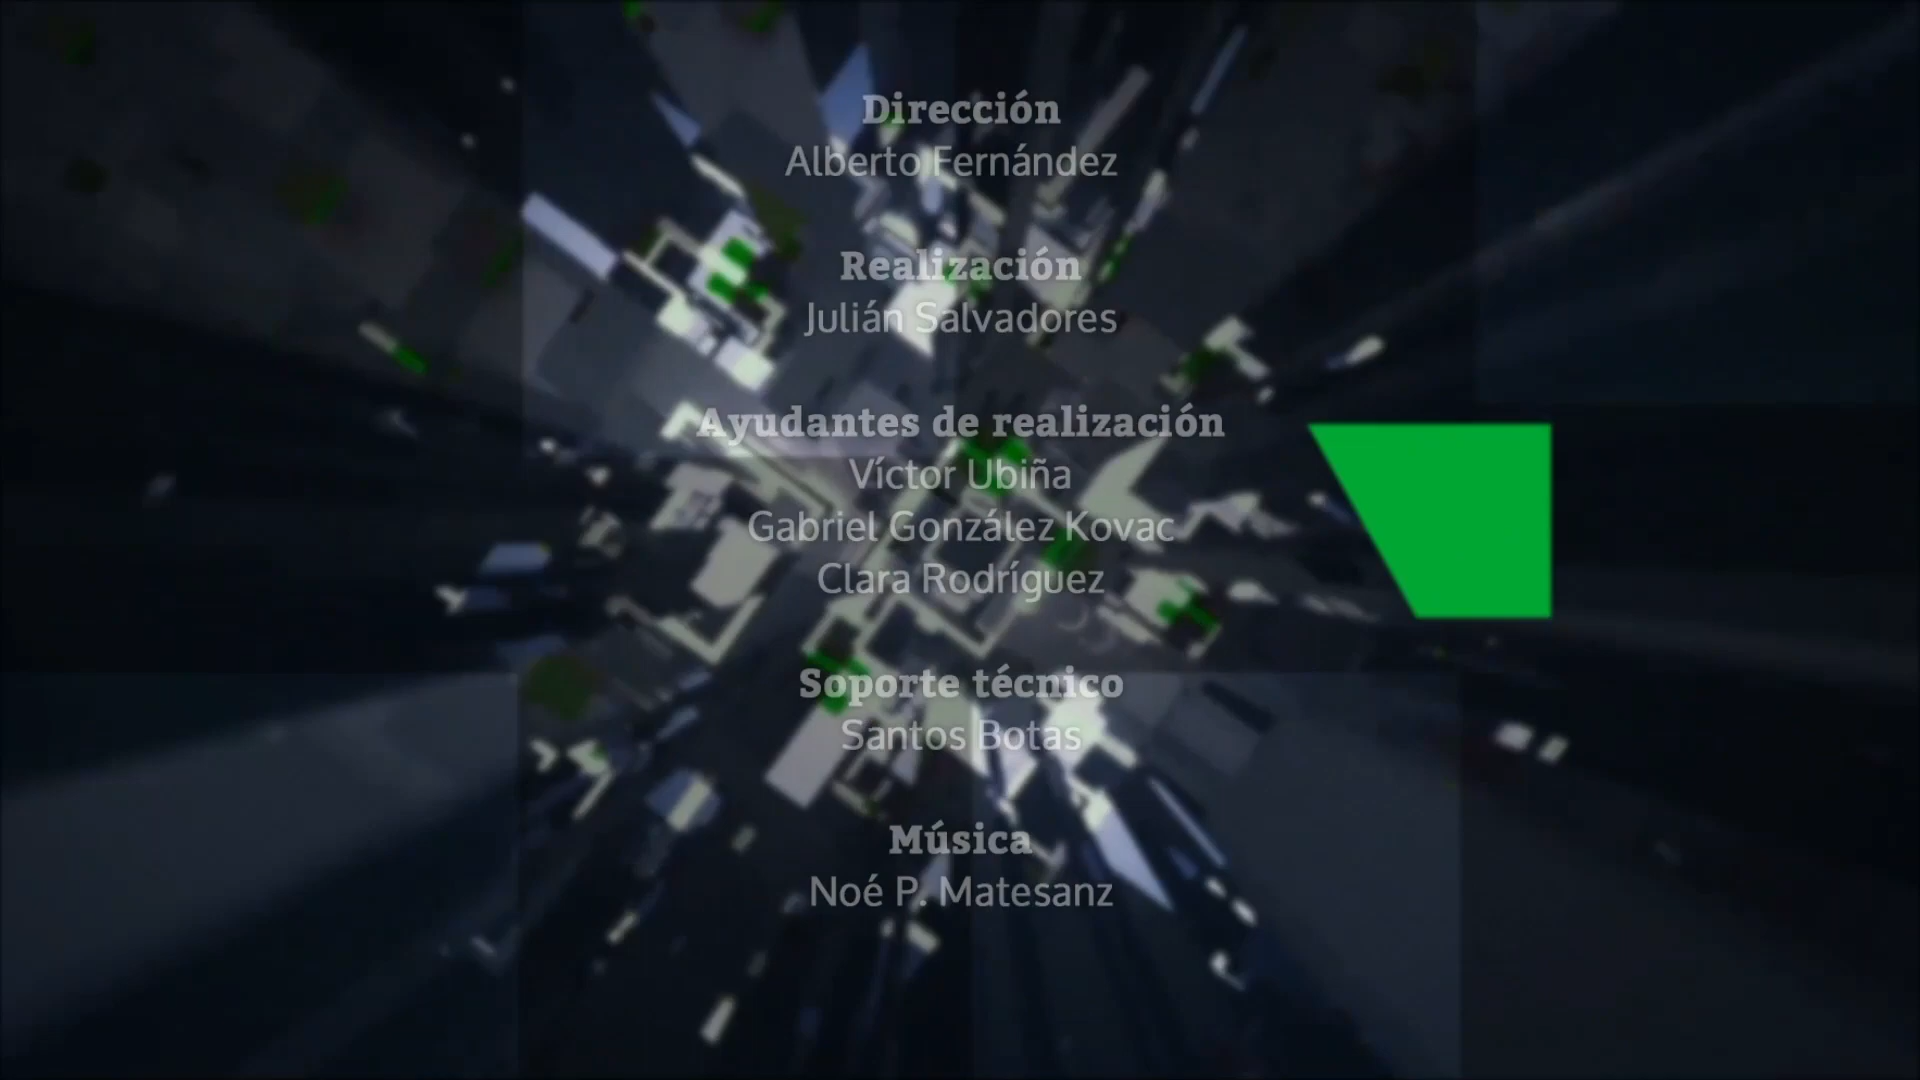 Dirección
Alberto Fernández
Realización
Julián Salvadores
Ayudantes de realización
Víctor Ubiña
Gabriel González Kovac
Clara Rodríguez
Soporte técnico
Santos Botas
Música
Noé P. Matesanz